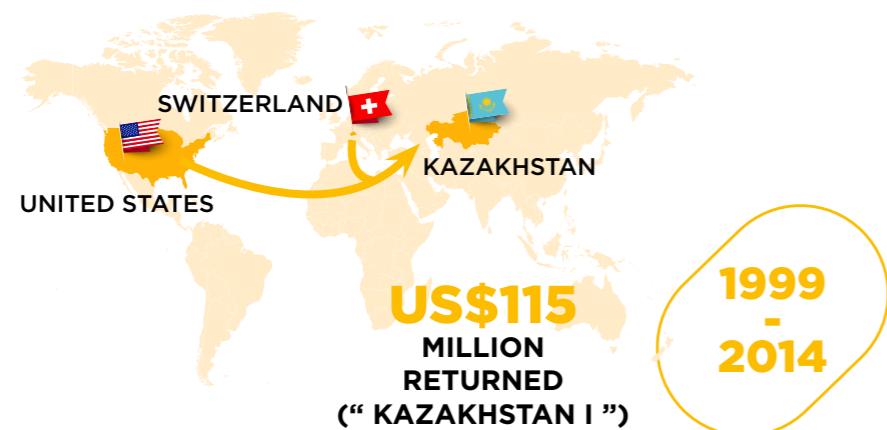 SWITZERLAND
KAZAKHSTAN
UNITED STATES
US$115
MILLION
RETURNED
(“ KAZAKHSTAN I ”)
1999
-
2014